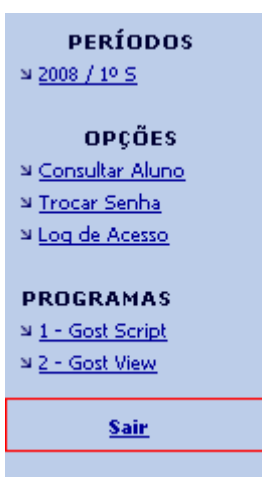 PERÍODOS
2008 / 1º S
OPÇÕES
Consultar Aluno
Trocar Senha
Log de Acesso
PROGRAMAS
1 - Gost Script
2 - Gost View
Sair